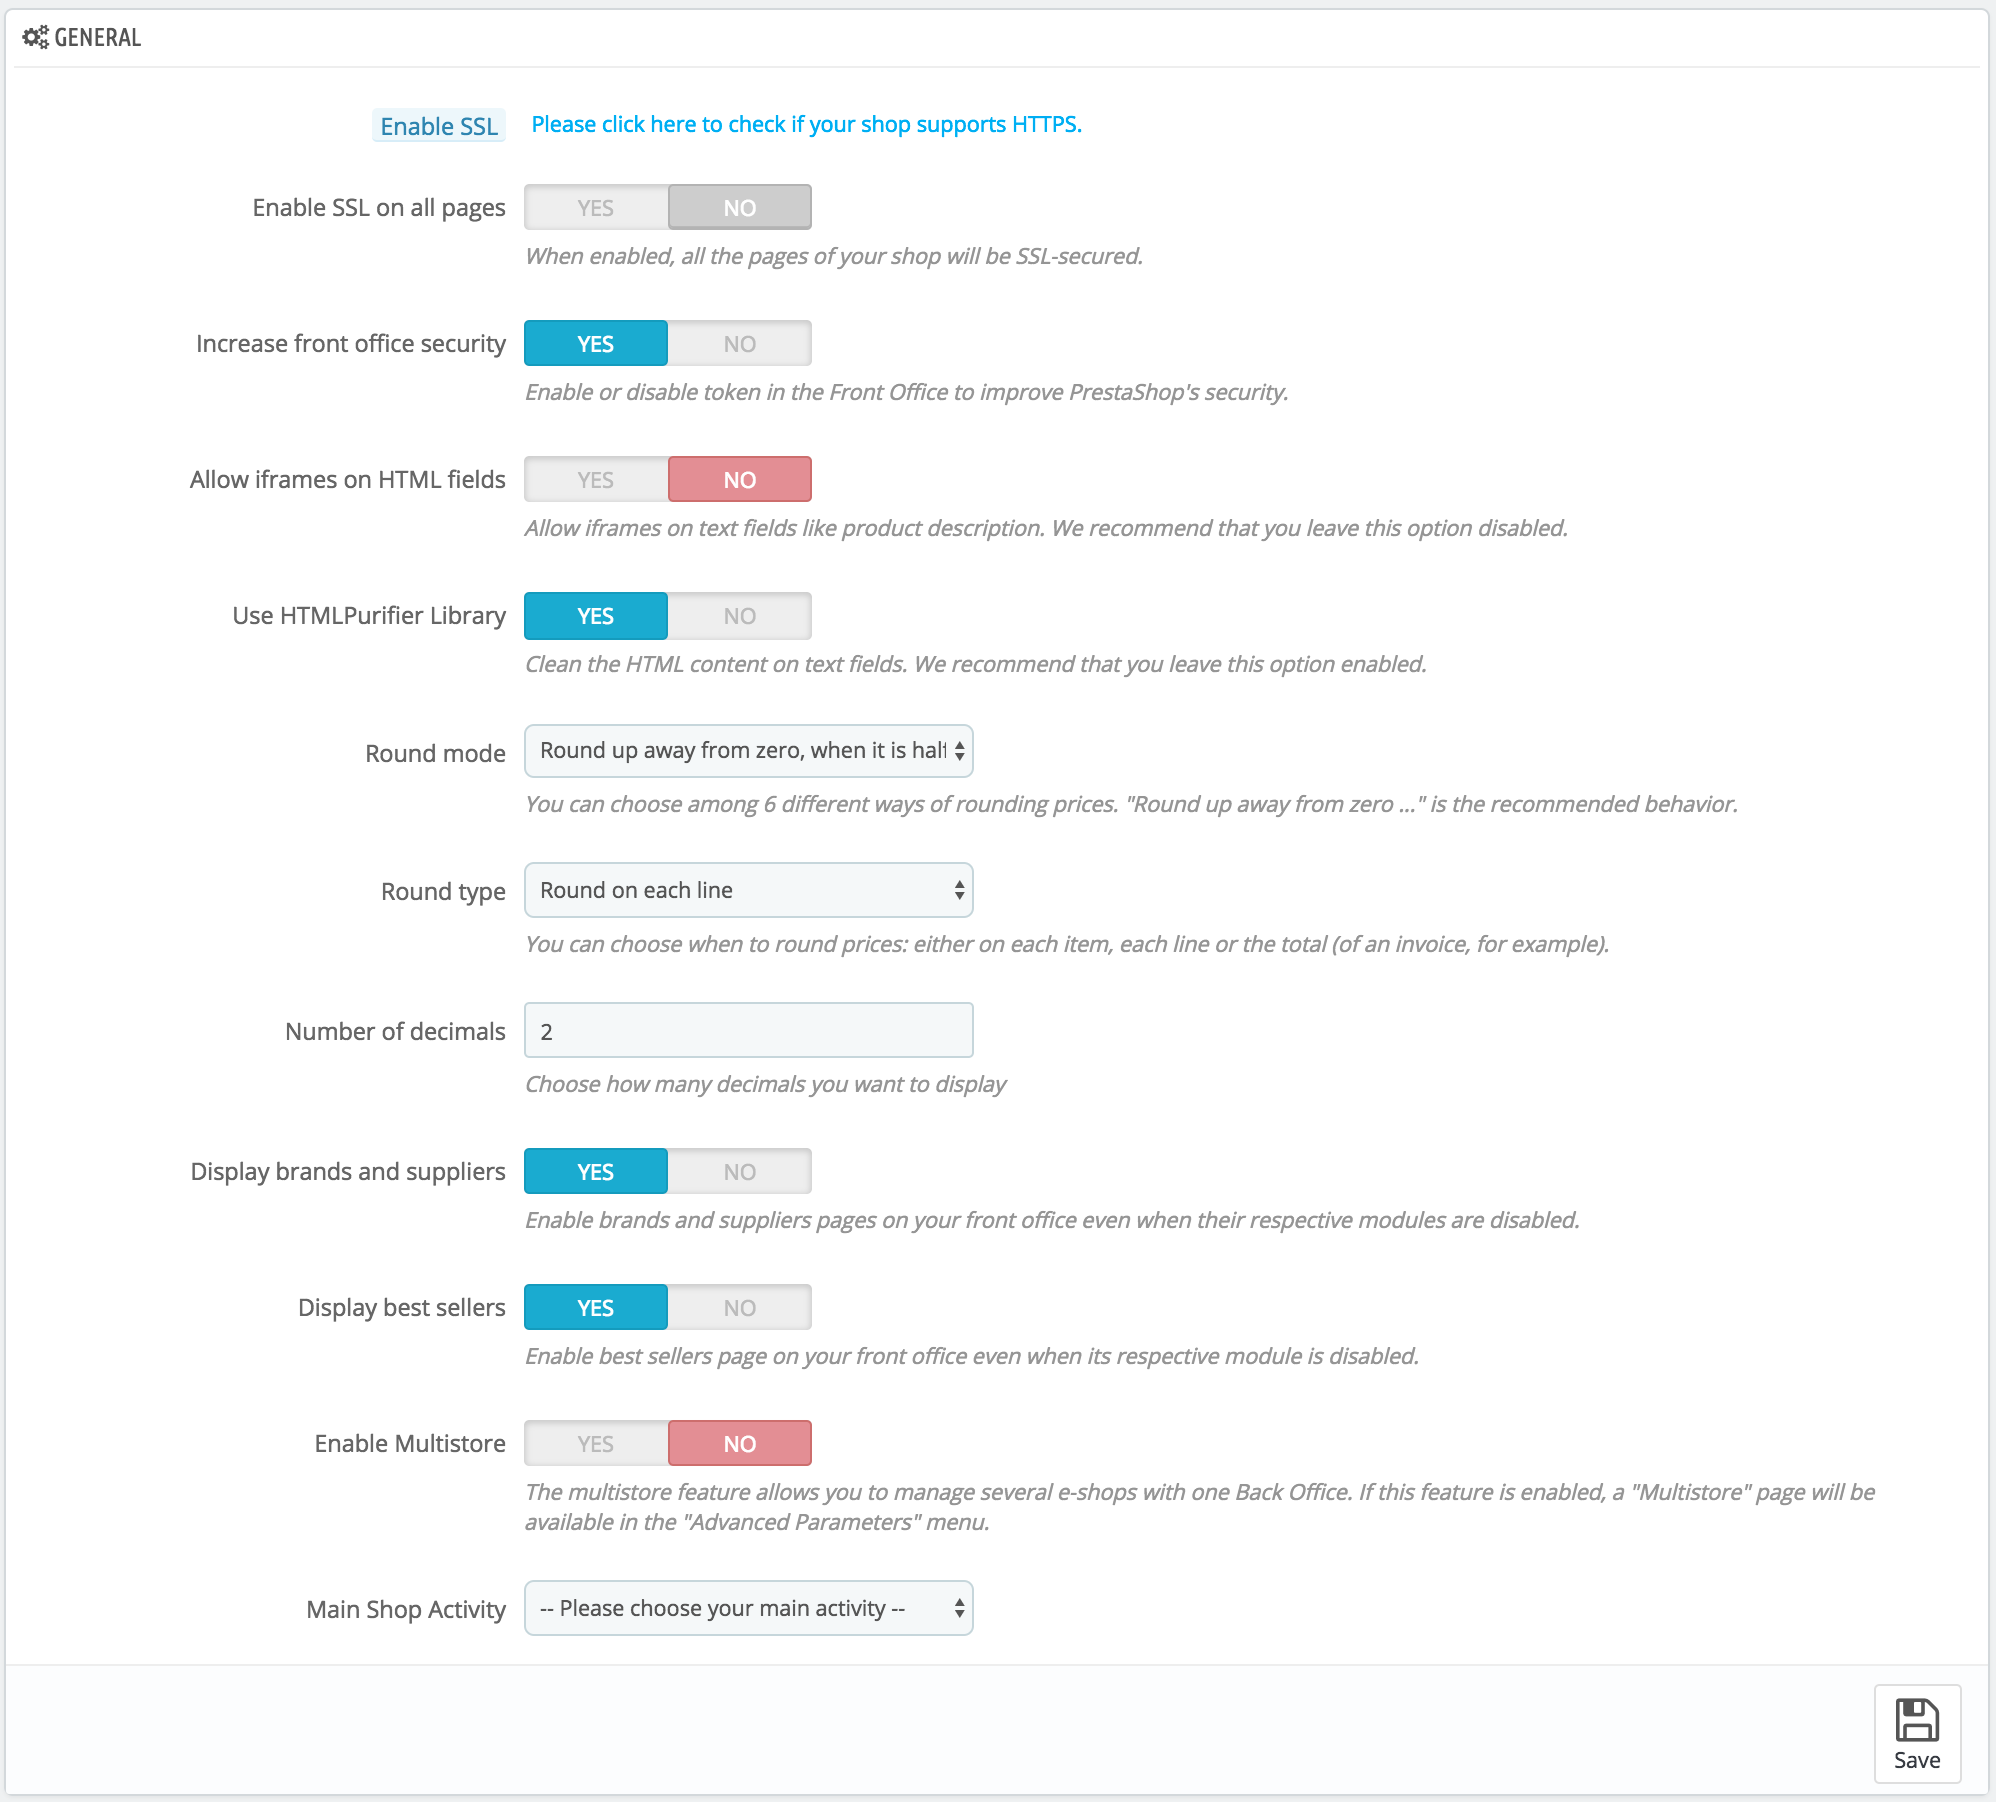 GENERAL
Enable SSL Please click here to check if your shop supports HTTPS.
Enable SSL on all pages YES NO
When enabled, all the pages of your shop will be SSL-secured.
Increase front office security YES NO
Enable or disable token in the Front Office to improve PrestaShop's security.
Allow iframes on HTML fields YES NO
Allow iframes on text fields like product description. We recommend that you leave this option disabled.
Use HTMLPurifier Library YES NO
Clean the HTML content on text fields. We recommend that you leave this option enabled.
Round mode Round up away from zero, when it is half
You can choose among 6 different ways of rounding prices. "Round up away from zero ..." is the recommended behavior.
Round type Round on each line
You can choose when to round prices: either on each item, each line or the total (of an invoice, for example).
Number of decimals 2
Choose how many decimals you want to display
Display brands and suppliers YES NO
Enable brands and suppliers pages on your front office even when their respective modules are disabled.
Display best sellers YES NO
Enable best sellers page on your front office even when its respective module is disabled.
Enable Multistore YES NO
The multistore feature allows you to manage several e-shops with one Back Office. If this feature is enabled, a "Multistore" page will be
available in the "Advanced Parameters" menu.
Main Shop Activity -- Please choose your main activity --
Save